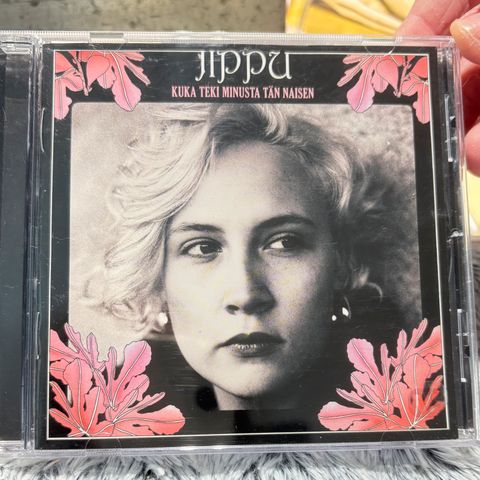 JIPPU
KUKA TEKI MINUSTA TÄN NAISEN